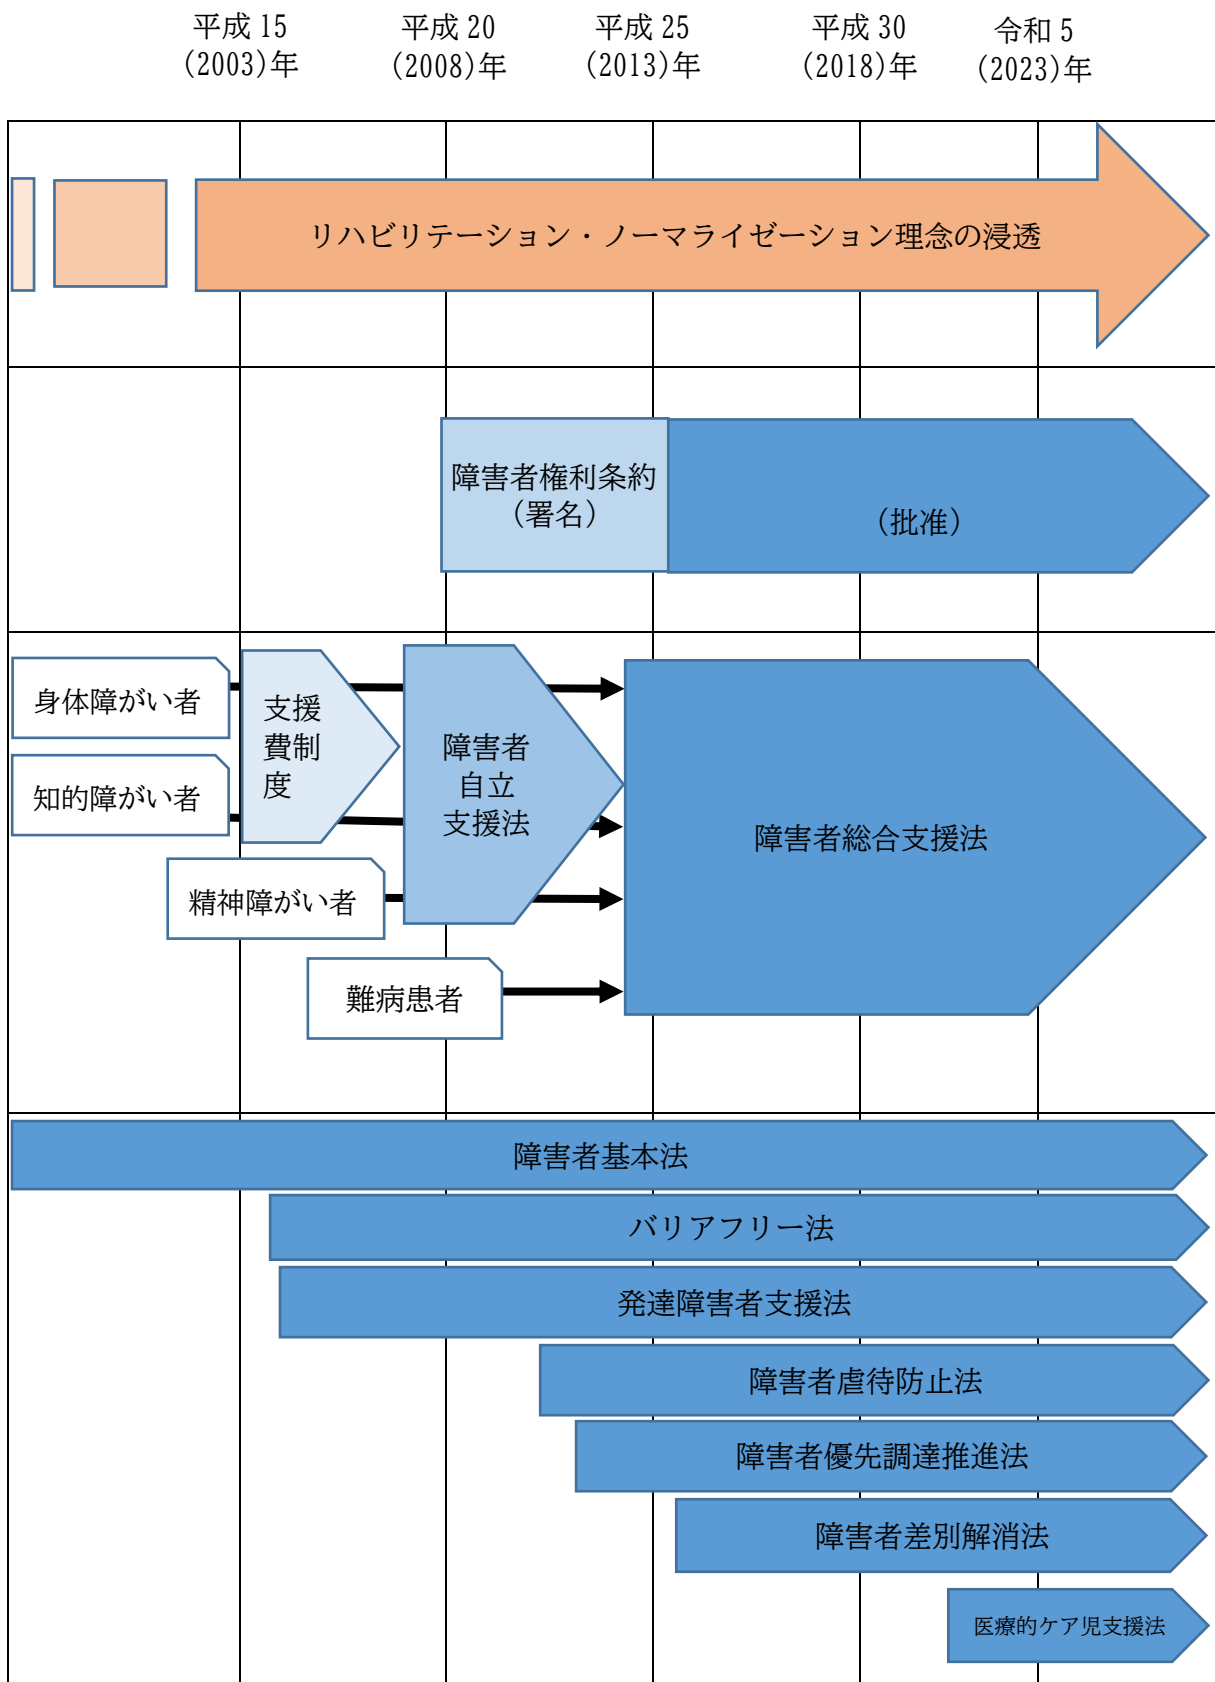 平成 15
(2003)年
平成 20
(2008)年
平成 25
(2013)年
平成 30
(2018)年
令和 5
(2023)年
リハビリテーション・ノーマライゼーション理念の浸透
障害者権利条約
（署名）
（批准）
身体障がい者
知的障がい者
精神障がい者
難病患者
支援
費制
度
障害者
自立
支援法
障害者総合支援法
障害者基本法
バリアフリー法
発達障害者支援法
障害者虐待防止法
障害者優先調達推進法
障害者差別解消法
医療的ケア児支援法